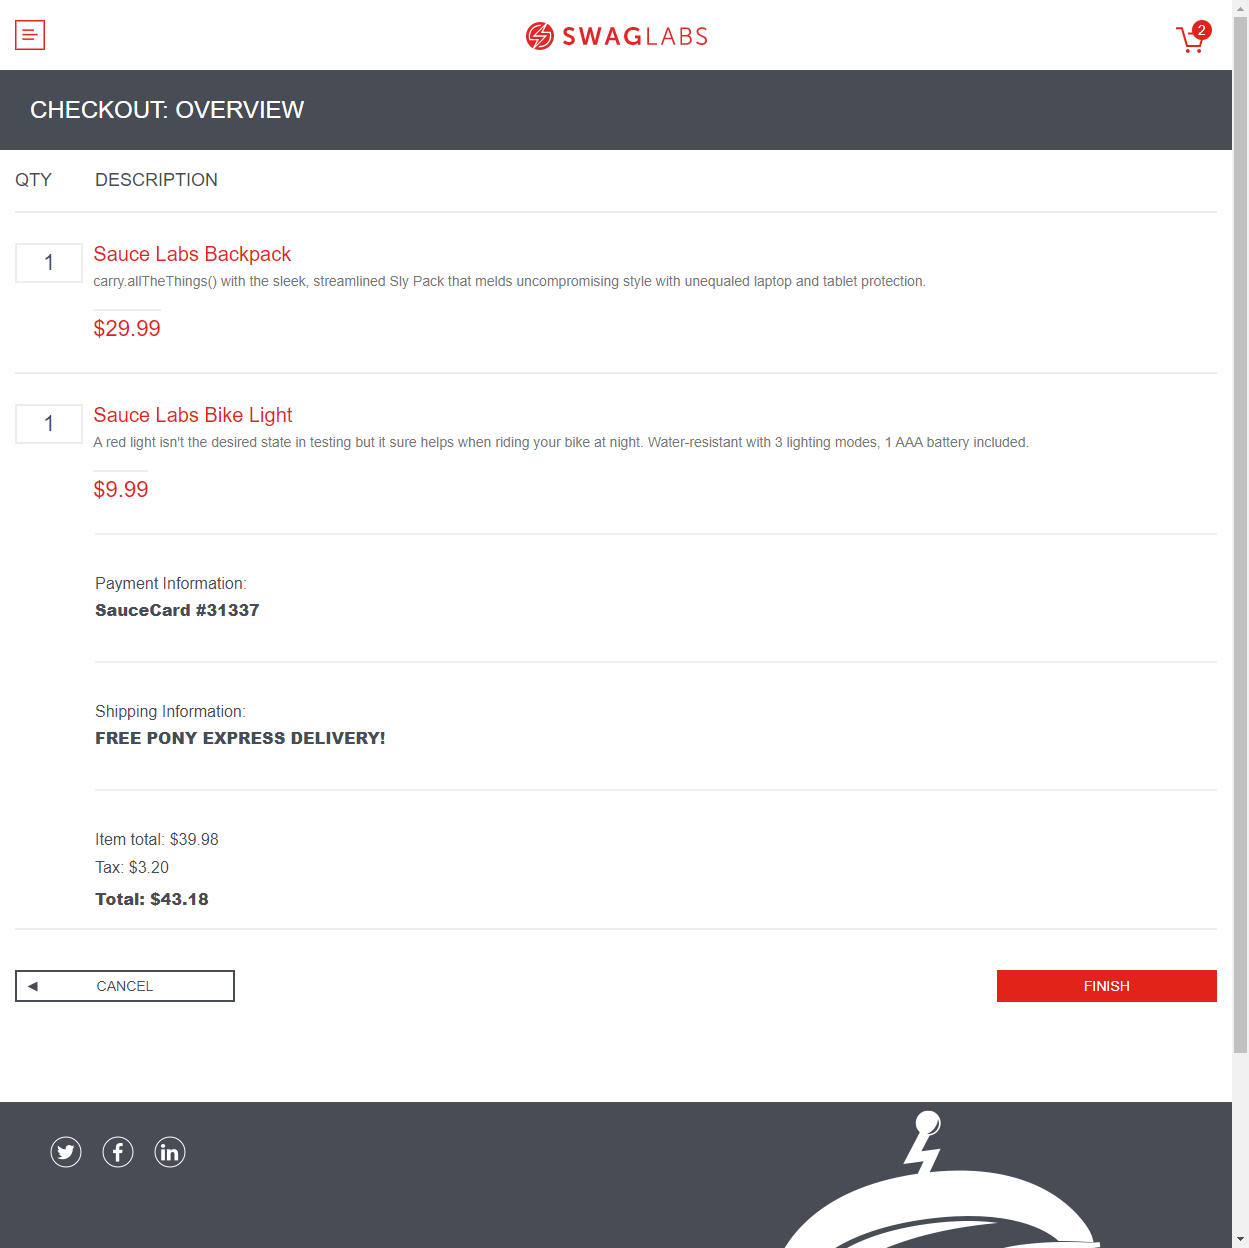 SWAGLABS
2
CHECKOUT: OVERVIEW
QTY DESCRIPTION
1
Sauce Labs Backpack
carry.allTheThings() with the sleek, streamlined Sly Pack that melds uncompromising style with unequaled laptop and tablet protection.
$29.99
1
Sauce Labs Bike Light
A red light isn't the desired state in testing but it sure helps when riding your bike at night. Water-resistant with 3 lighting modes, 1 AAA battery included.
$9.99
Payment Information:
SauceCard #31337
Shipping Information:
FREE PONY EXPRESS DELIVERY!
Item total: $39.98
Tax: $3.20
Total: $43.18
CANCEL
FINISH